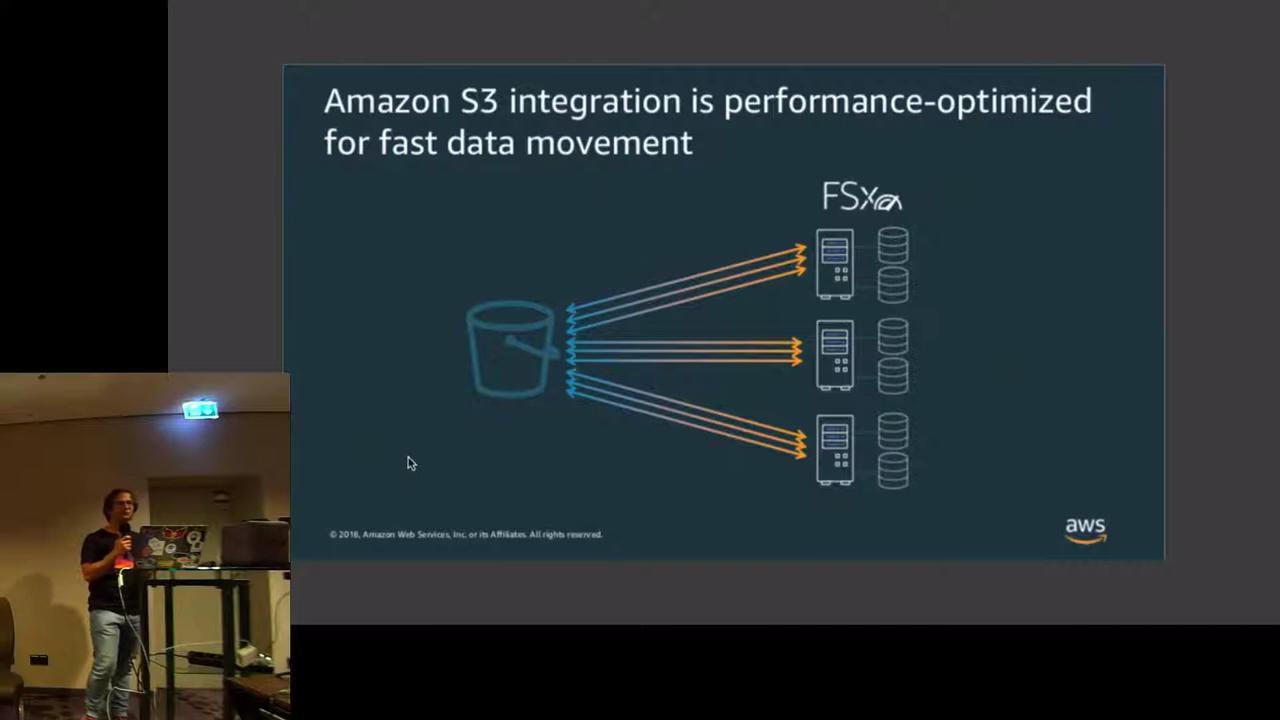 Amazon S3 integration is performance-optimized
for fast data movement
FSx
© 2018, Amazon Web Services, Inc. or its Affiliates. All rights reserved.
aws